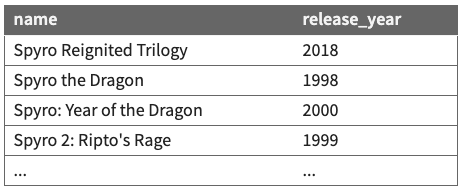 name release_year
Spyro Reignited Trilogy 2018
Spyro the Dragon 1998
Spyro: Year of the Dragon 2000
Spyro 2: Ripto's Rage 1999
... ...